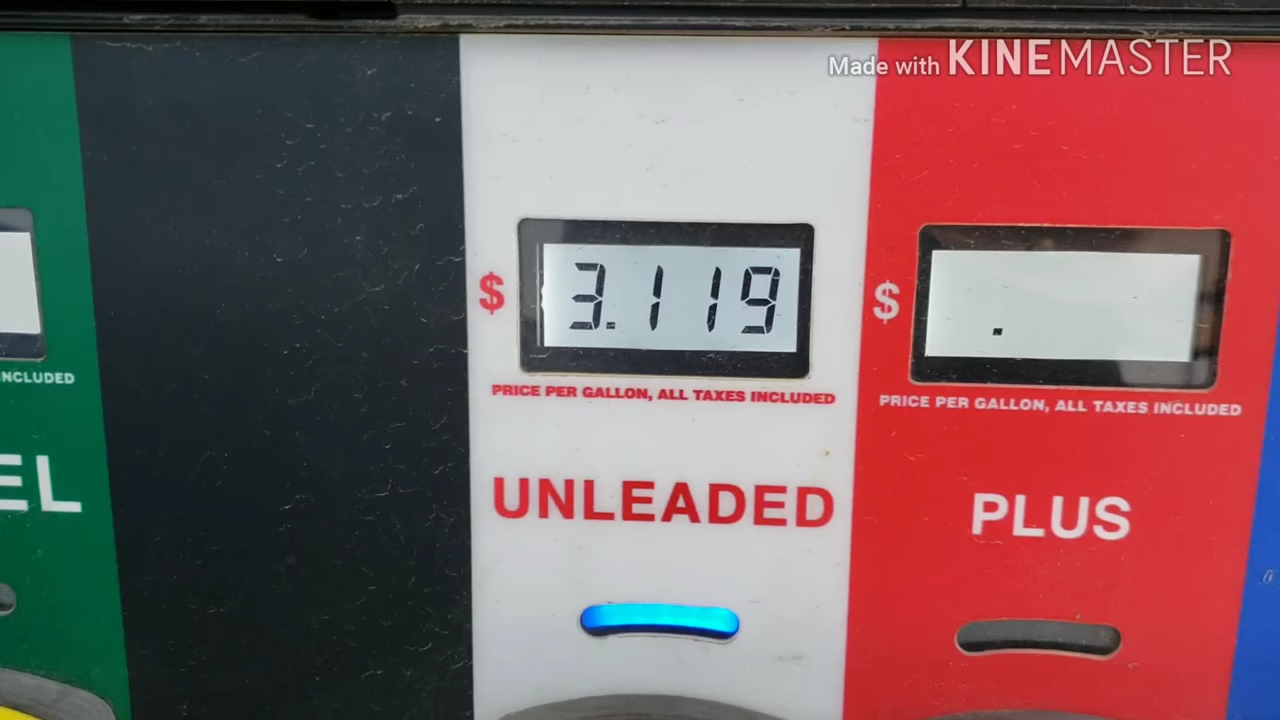 Made with KINEMASTER
$ 3.119
PRICE PER GALLON, ALL TAXES INCLUDED
UNLEADED
$ .
PRICE PER GALLON, ALL TAXES INCLUDED
PLUS
INCLUDED
EL